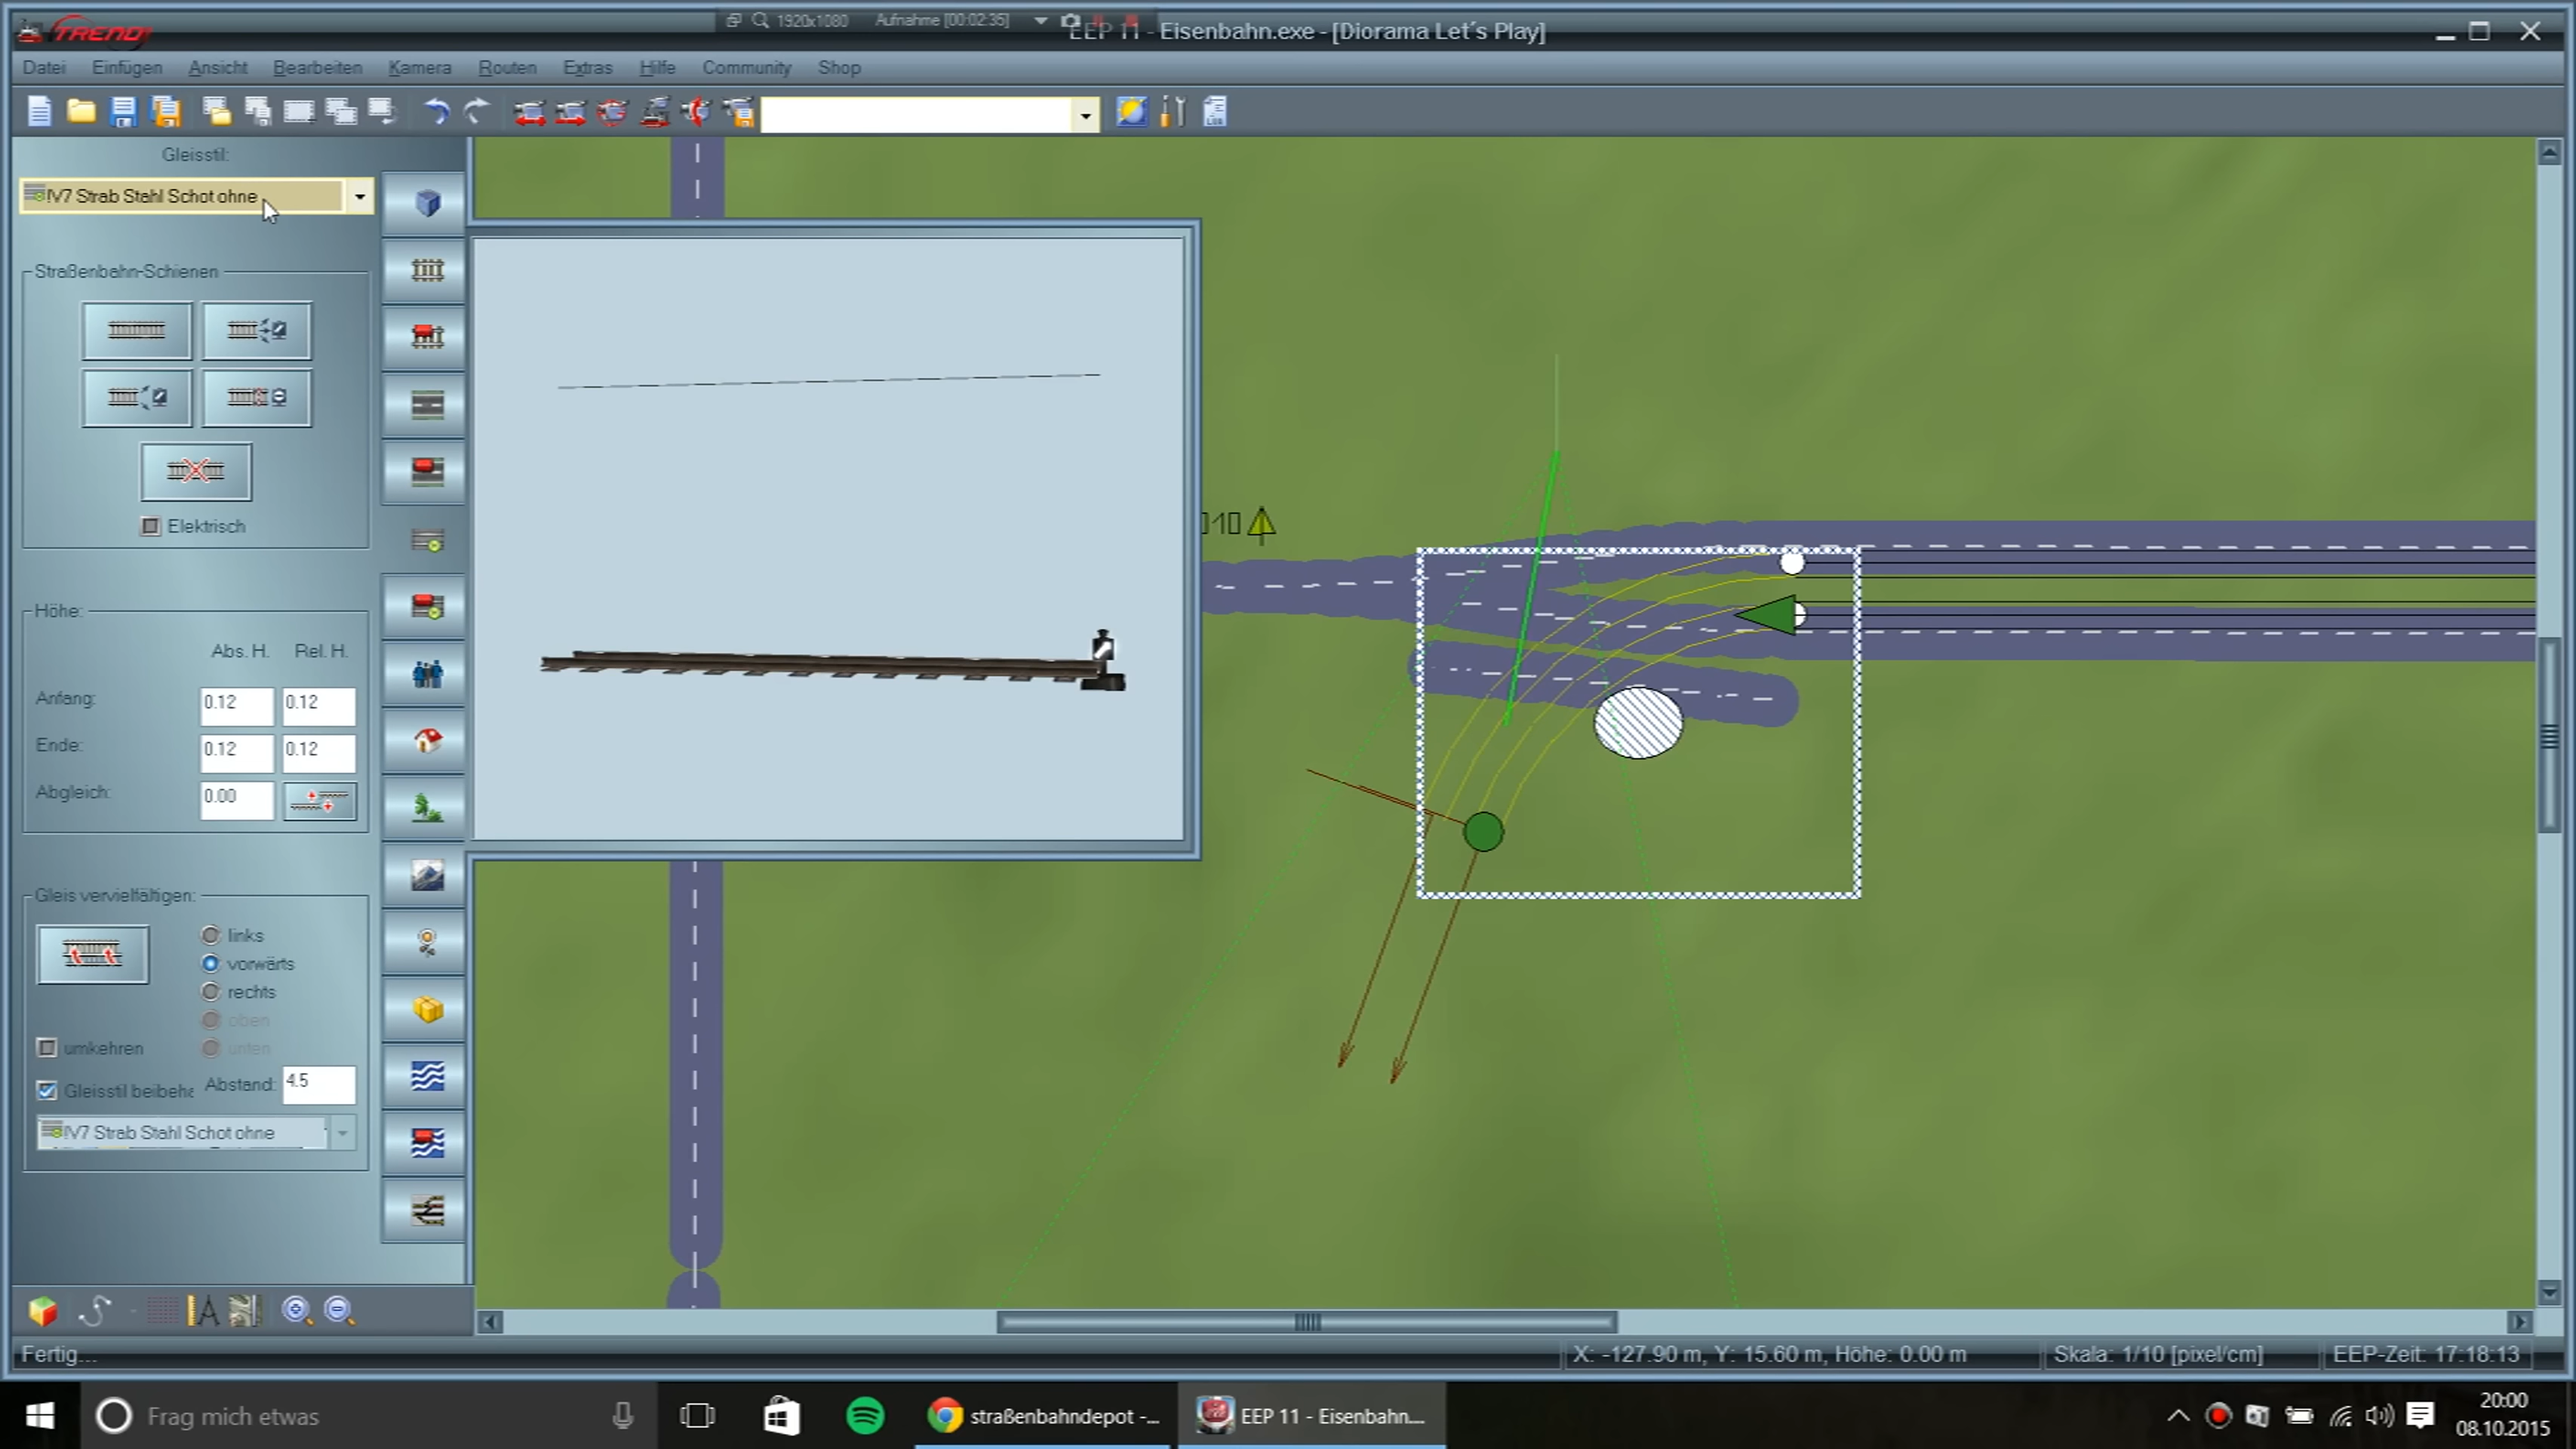 TREND
1920x1080 Aufnahme [00:02:35]
EEP 11 - Eisenbahn.exe - [Diorama Let´s Play]
Datei Einfügen Ansicht Bearbeiten Kamera Routen Extras Hilfe Community Shop
Gleisstil:
!V7 Strab Stahl Schot ohne
Straßenbahn-Schienen
Elektrisch
Höhe:
Abs. H. Rel. H.
Anfang: 0.12 0.12
Ende: 0.12 0.12
Abgleich: 0.00
Gleis vervielfältigen:
links
vorwärts
rechts
oben
umkehren unten
Gleisstil beibehe Abstand: 4.5
!V7 Strab Stahl Schot ohne
Fertig...
X: -127.90 m, Y: 15.60 m, Höhe: 0.00 m Skala: 1/10 [pixel/cm] EEP-Zeit: 17:18:13
Frag mich etwas
straßenbahndepot -...
EEP 11 - Eisenbahn....
20:00
08.10.2015